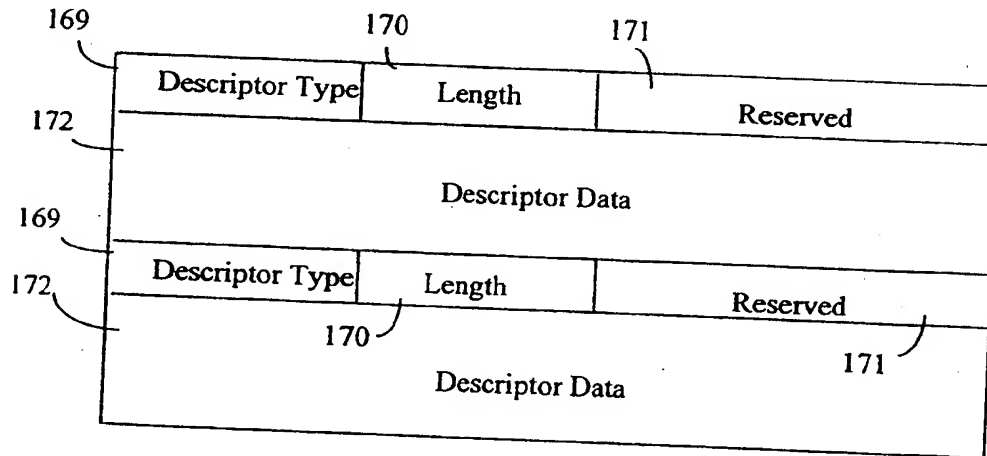 169
170
171
Descriptor Type
Length
Reserved
172
Descriptor Data
169
Descriptor Type
Length
Reserved
172
170
171
Descriptor Data